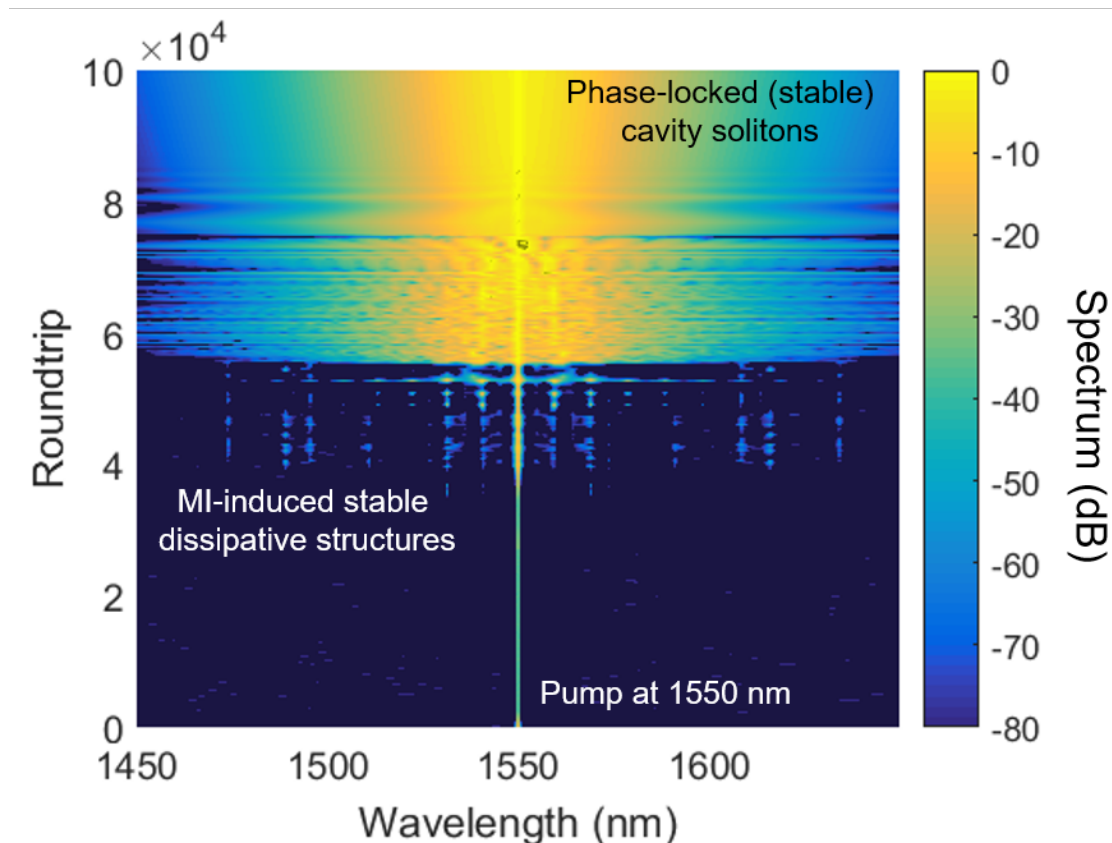 ×10⁴
10
8
6
4
2
0
Roundtrip
Phase-locked (stable)
cavity solitons
MI-induced stable
dissipative structures
Pump at 1550 nm
1450 1500 1550 1600
Wavelength (nm)
0
-10
-20
-30
-40
-50
-60
-70
-80
Spectrum (dB)